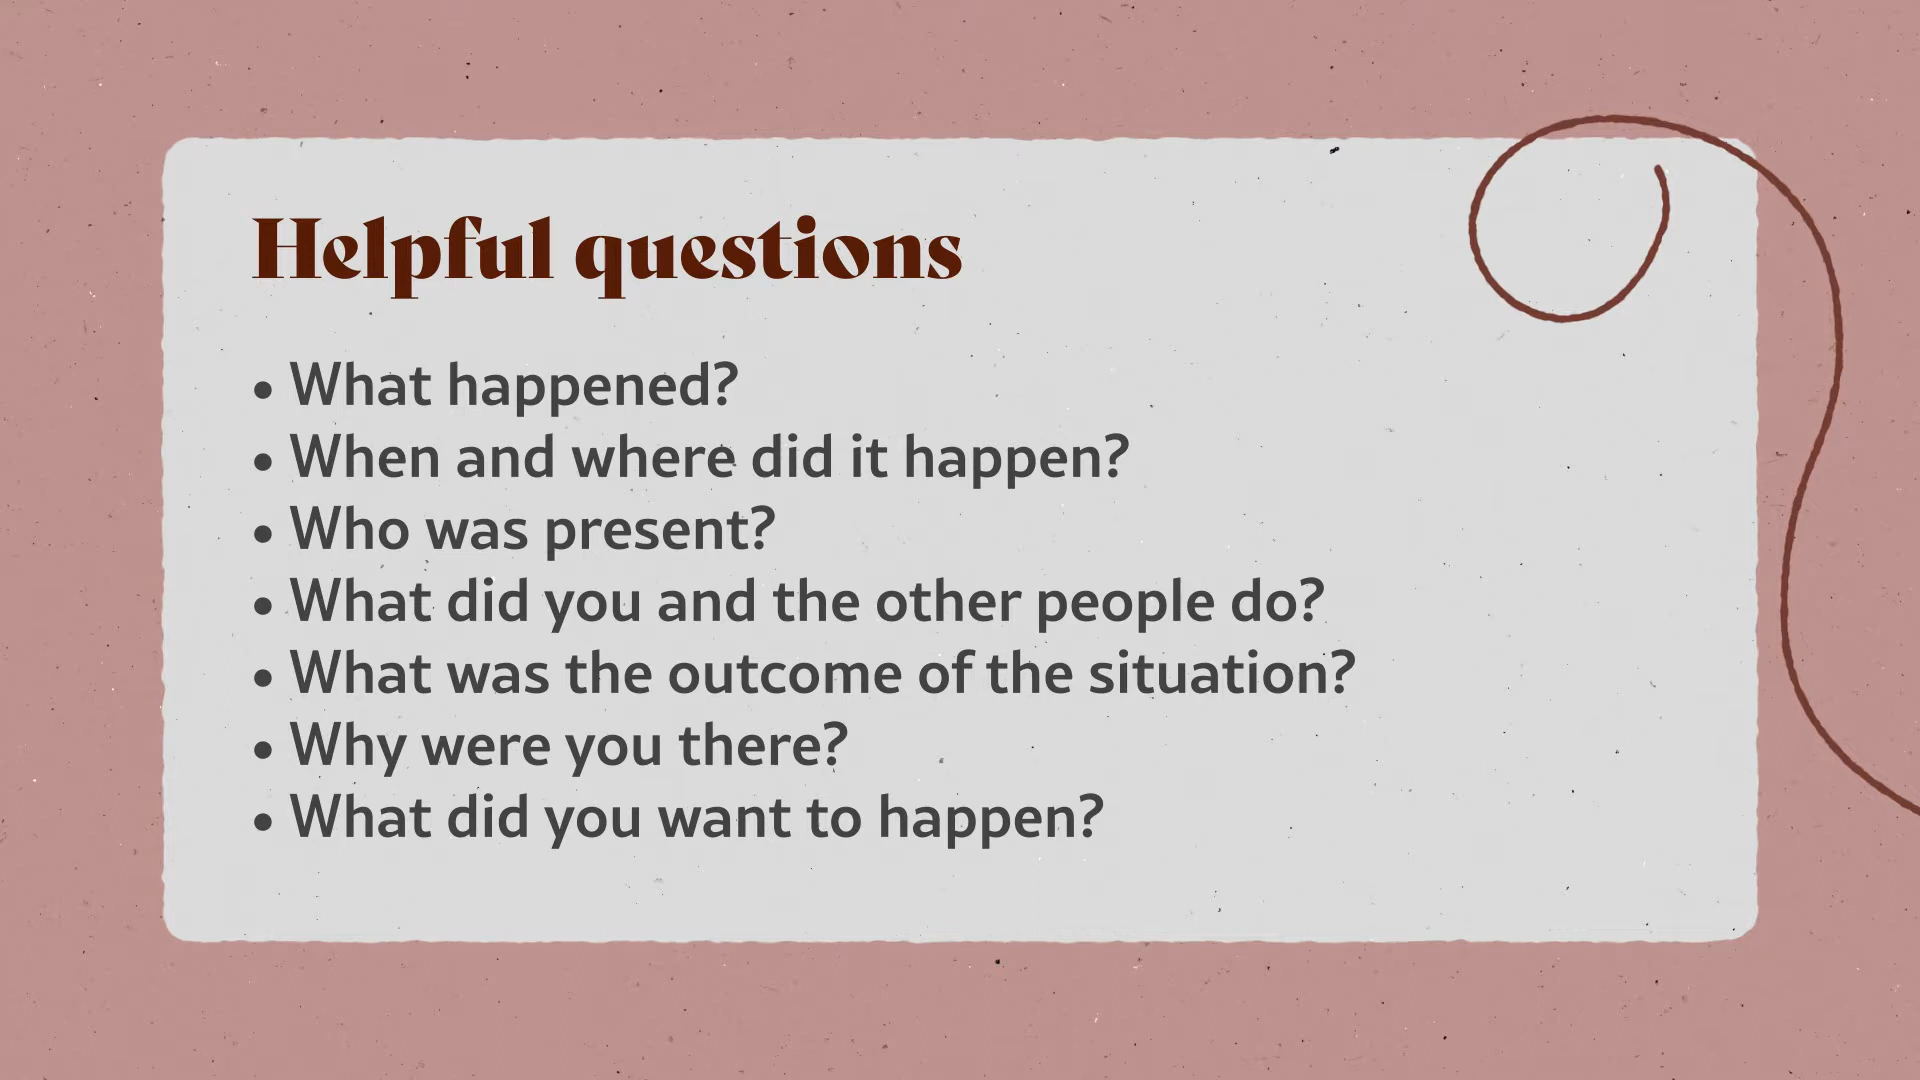 Helpful questions
• What happened?
• When and where did it happen?
• Who was present?
• What did you and the other people do?
• What was the outcome of the situation?
• Why were you there?
• What did you want to happen?